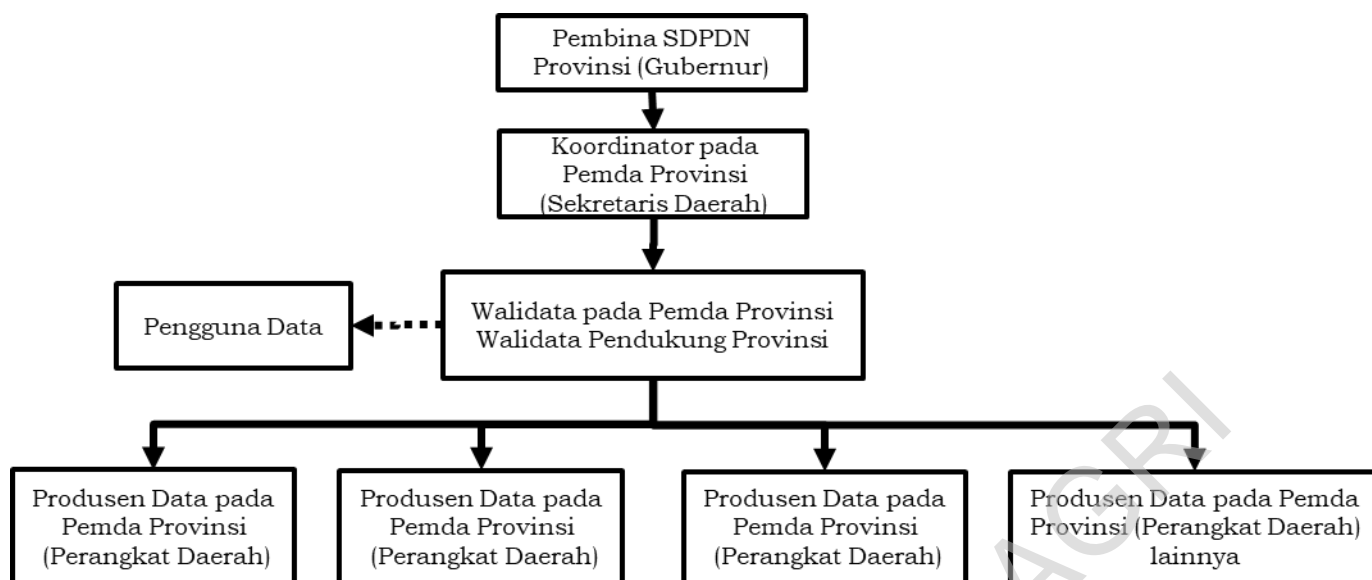 Pembina SDPDN
Provinsi (Gubernur)
Koordinator pada
Pemda Provinsi
(Sekretaris Daerah)
Pengguna Data
Walidata pada Pemda Provinsi
Walidata Pendukung Provinsi
Produsen Data pada
Pemda Provinsi
(Perangkat Daerah)
Produsen Data pada
Pemda Provinsi
(Perangkat Daerah)
Produsen Data pada
Pemda Provinsi
(Perangkat Daerah)
Produsen Data pada Pemda
Provinsi (Perangkat Daerah)
lainnya
AGRI